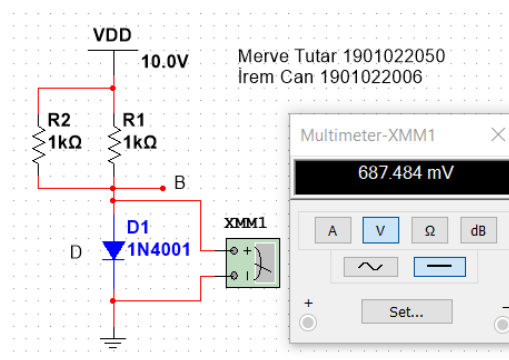 VDD
10.0V
Merve Tutar 1901022050
İrem Can 1901022006
R2
1kΩ
R1
1kΩ
B
D1
1N4001
D
XMM1
+
I
Multimeter-XMM1
687.484 mV
A
V
Ω
dB
+
Set...
−